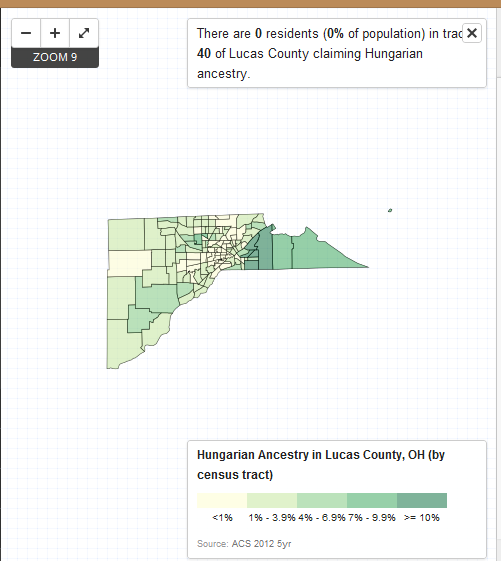 − + ⤢
ZOOM 9
There are 0 residents (0% of population) in trac
40 of Lucas County claiming Hungarian
ancestry.
Hungarian Ancestry in Lucas County, OH (by
census tract)
<1% 1% - 3.9% 4% - 6.9% 7% - 9.9% >= 10%
Source: ACS 2012 5yr